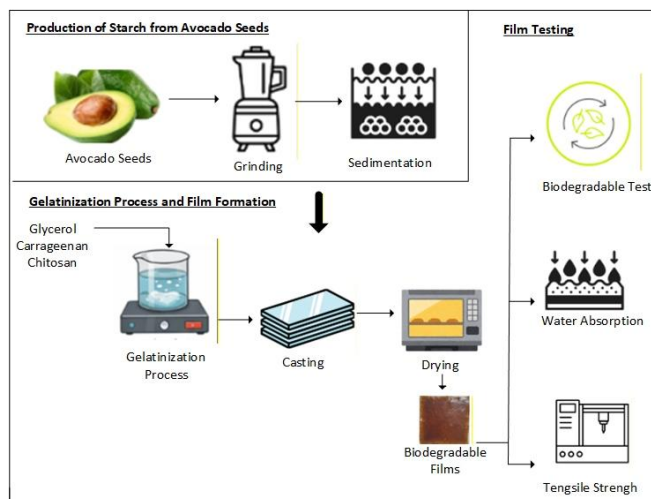 Production of Starch from Avocado Seeds
Avocado Seeds
Grinding
Sedimentation
Gelatinization Process and Film Formation
Glycerol
Carrageenan
Chitosan
Gelatinization
Process
Casting
Drying
Biodegradable
Films
Film Testing
Biodegradable Test
Water Absorption
Tengsile Strengh